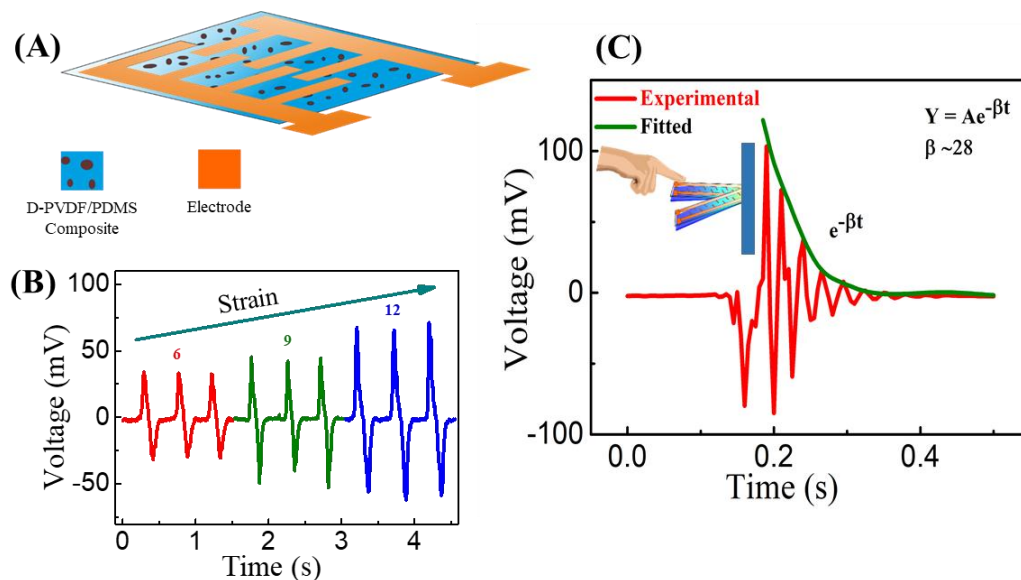 (A)
D-PVDF/PDMS
Composite
Electrode
(B)
Voltage (mV)
100
50
0
-50
Strain
6
9
12
0
1
2
3
4
Time (s)
(C)
Voltage (mV)
100
0
-100
Experimental
Fitted
Y = Ae^-βt
β ~28
e^-βt
0.0
0.2
0.4
Time (s)